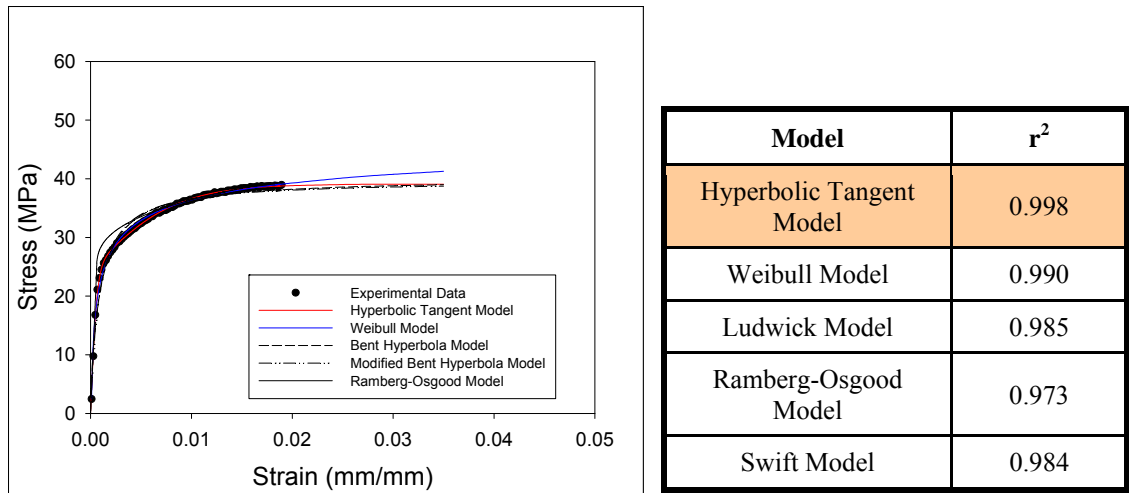 60
50
40
30
20
10
0
Stress (MPa)
0.00 0.01 0.02 0.03 0.04 0.05
Strain (mm/mm)
Experimental Data
Hyperbolic Tangent Model
Weibull Model
Bent Hyperbola Model
Modified Bent Hyperbola Model
Ramberg-Osgood Model
Model r²
Hyperbolic Tangent
Model 0.998
Weibull Model 0.990
Ludwick Model 0.985
Ramberg-Osgood
Model 0.973
Swift Model 0.984